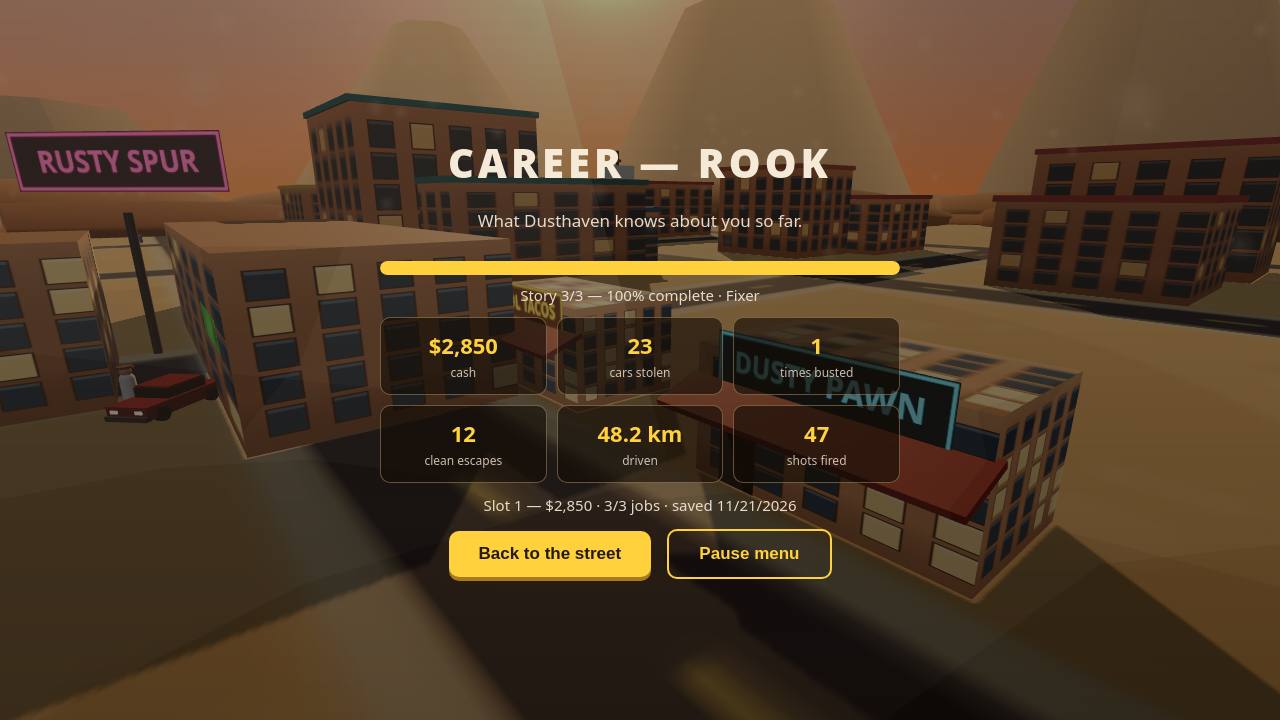 RUSTY SPUR
CAREER — ROOK
What Dusthaven knows about you so far.
Story 3/3 — 100% complete · Fixer
TACOS
$2,850
cash
23
cars stolen
1
times busted
DUSTY PAWN
12
clean escapes
48.2 km
driven
47
shots fired
Slot 1 — $2,850 · 3/3 jobs · saved 11/21/2026
Back to the street
Pause menu